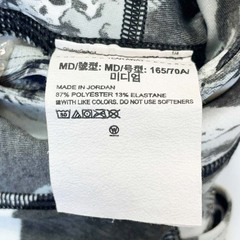 MD/號型: MD/号型: 165/70A/
미디엄
MADE IN JORDAN
87% POLYESTER 13% ELASTANE
WITH LIKE COLORS. DO NOT USE SOFTENERS
W